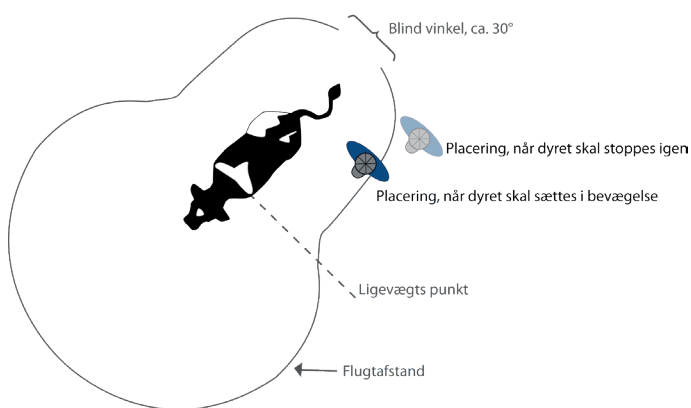 Blind vinkel, ca. 30°
Placering, når dyret skal stoppes igen
Placering, når dyret skal sættes i bevægelse
Ligevægts punkt
Flugtafstand